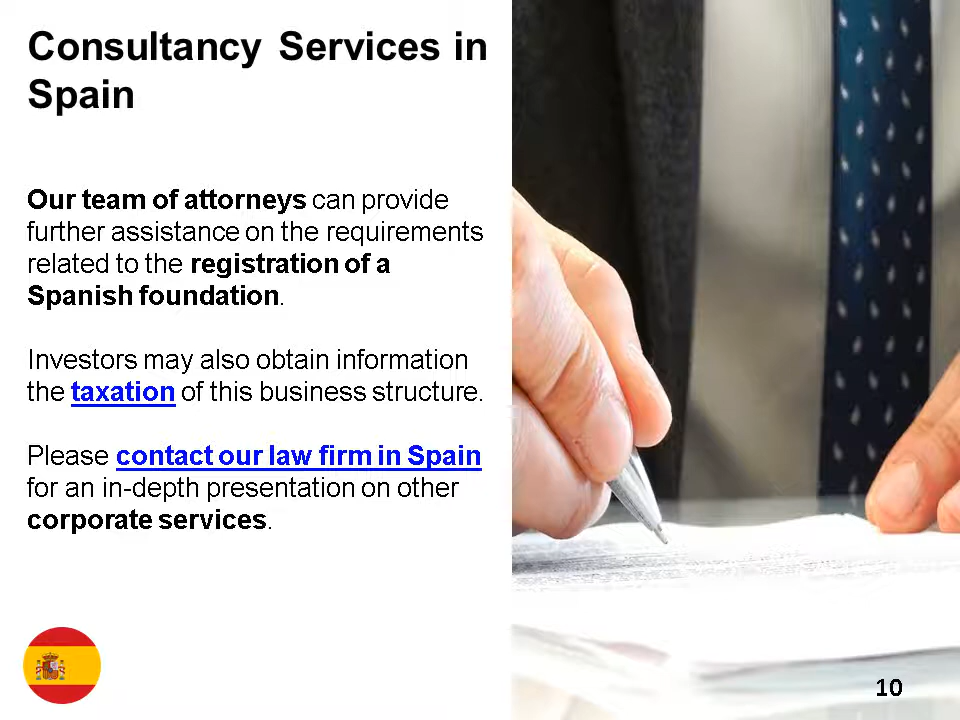 Consultancy Services in
Spain
Our team of attorneys can provide
further assistance on the requirements
related to the registration of a
Spanish foundation.
Investors may also obtain information
the taxation of this business structure.
Please contact our law firm in Spain
for an in-depth presentation on other
corporate services.
10